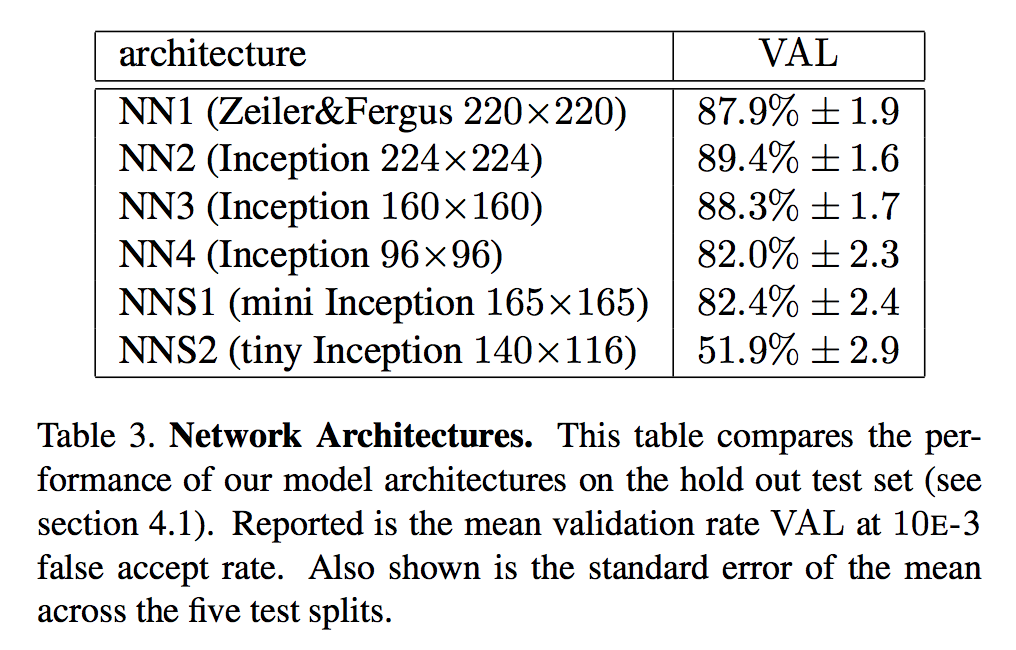 architecture VAL
NN1 (Zeiler&Fergus 220×220) 87.9% ± 1.9
NN2 (Inception 224×224) 89.4% ± 1.6
NN3 (Inception 160×160) 88.3% ± 1.7
NN4 (Inception 96×96) 82.0% ± 2.3
NNS1 (mini Inception 165×165) 82.4% ± 2.4
NNS2 (tiny Inception 140×116) 51.9% ± 2.9
Table 3. Network Architectures. This table compares the per-
formance of our model architectures on the hold out test set (see
section 4.1). Reported is the mean validation rate VAL at 10E-3
false accept rate. Also shown is the standard error of the mean
across the five test splits.